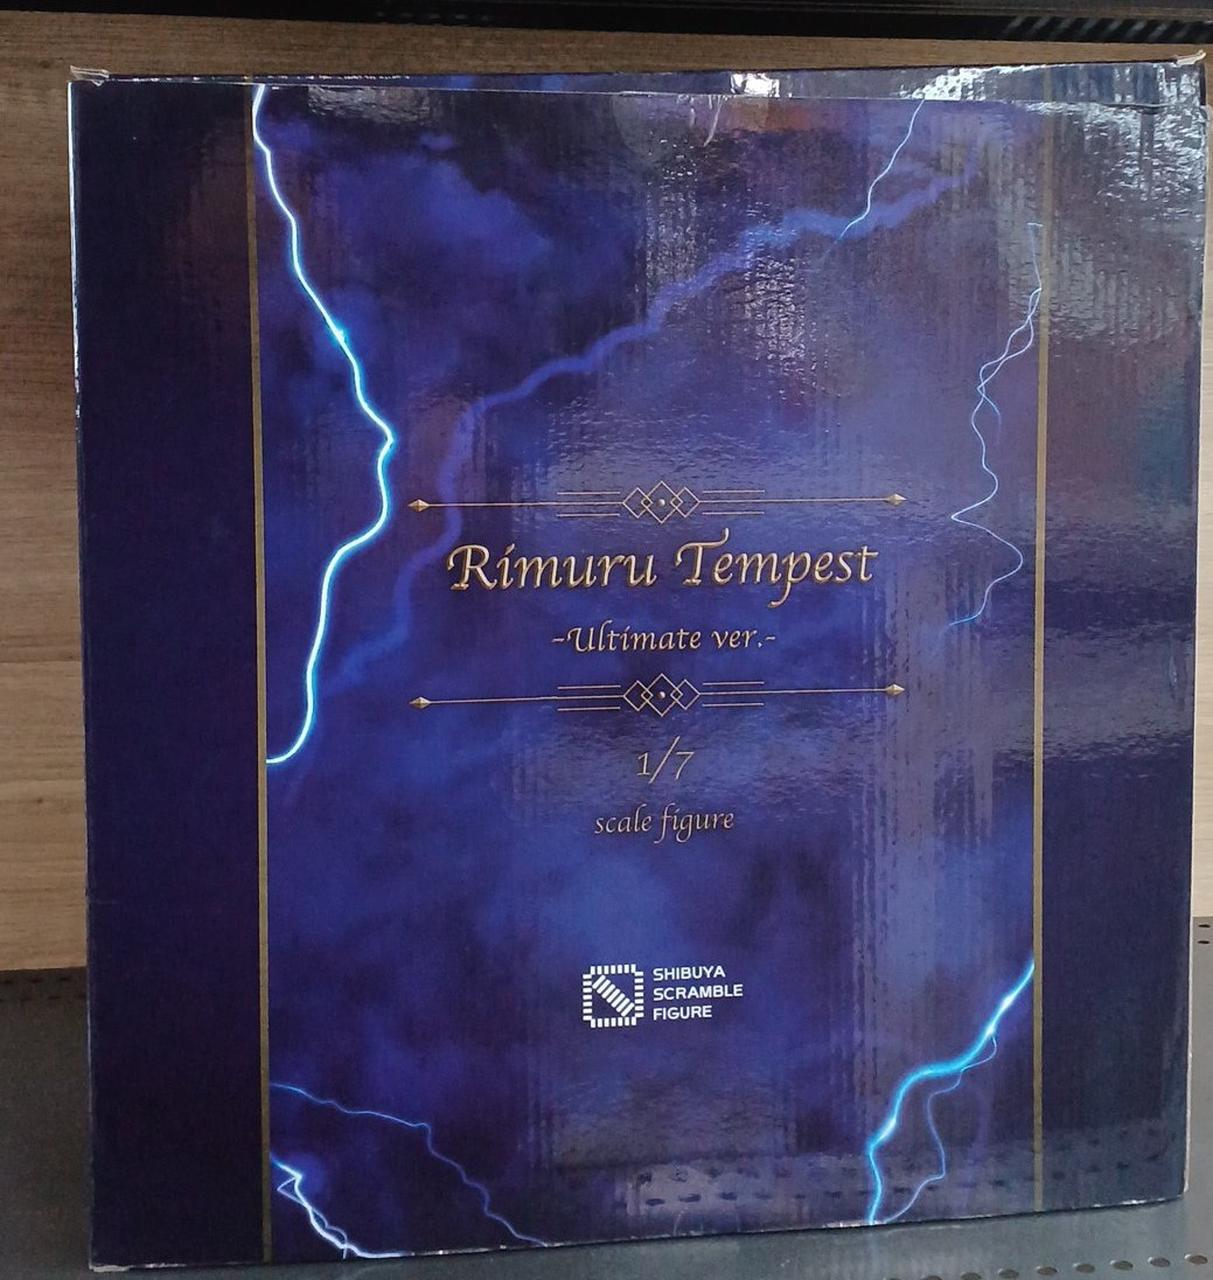 Rimuru Tempest
-Ultimate ver.-
1/7
scale figure
SHIBUYA
SCRAMBLE
FIGURE